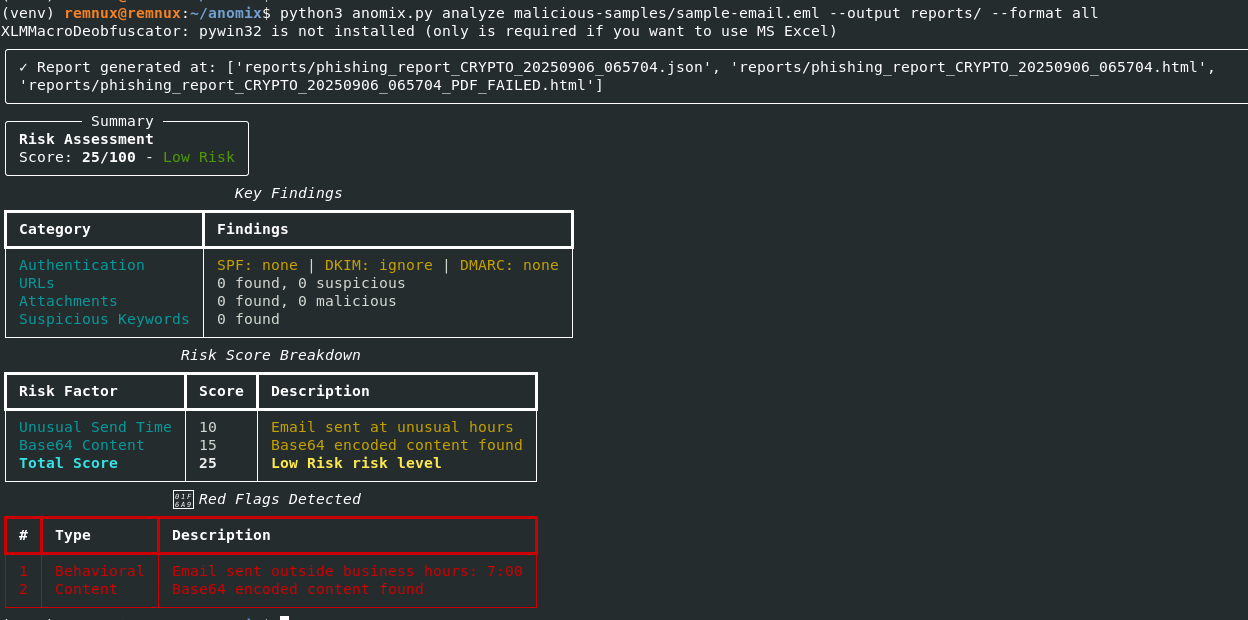 (venv) remnux@remnux:~/anomix$ python3 anomix.py analyze malicious-samples/sample-email.eml --output reports/ --format all
XLMMacroDeobfuscator: pywin32 is not installed (only is required if you want to use MS Excel)
✓ Report generated at: ['reports/phishing_report_CRYPTO_20250906_065704.json', 'reports/phishing_report_CRYPTO_20250906_065704.html',
'reports/phishing_report_CRYPTO_20250906_065704_PDF_FAILED.html']
Summary
Risk Assessment
Score: 25/100 - Low Risk
Key Findings
Category Findings
Authentication SPF: none | DKIM: ignore | DMARC: none
URLs 0 found, 0 suspicious
Attachments 0 found, 0 malicious
Suspicious Keywords 0 found
Risk Score Breakdown
Risk Factor Score Description
Unusual Send Time 10 Email sent at unusual hours
Base64 Content 15 Base64 encoded content found
Total Score 25 Low Risk risk level
01F6A9 Red Flags Detected
# Type Description
1 Behavioral Email sent outside business hours: 7:00
2 Content Base64 encoded content found